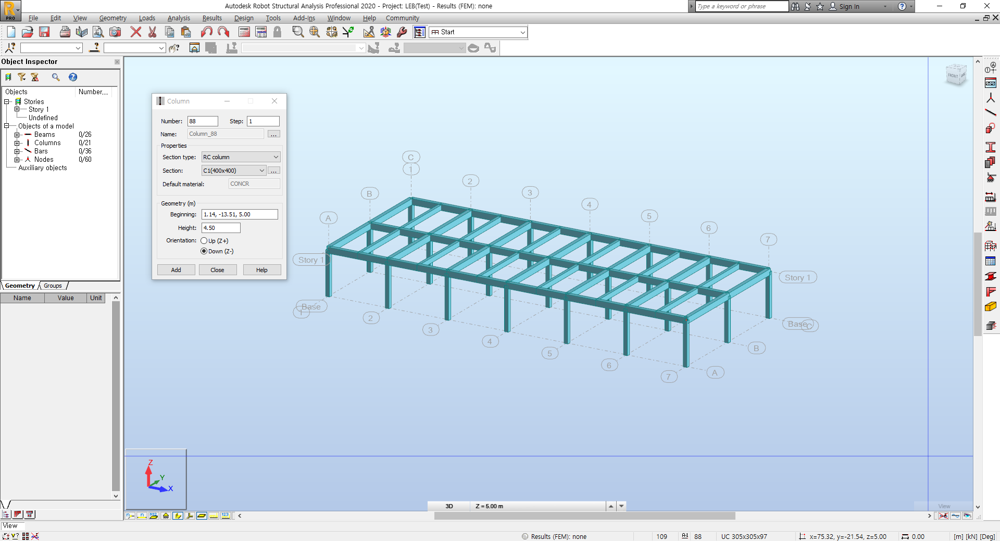 Autodesk Robot Structural Analysis Professional 2020 - Project: LEB(Test) - Results (FEM): none
Type a keyword or phrase
Sign In
PRO
File Edit View Geometry Loads Analysis Results Design Tools Add-Ins Window Help Community
Start
Object Inspector
Objects Number...
Stories
Story 1
Undefined
Objects of a model
Beams 0/26
Columns 0/21
Bars 0/36
Nodes 0/60
Auxiliary objects
Geometry Groups
Name Value Unit
Column
Number: 88 Step: 1
Name: Column_88 ...
Properties
Section type: RC column
Section: C1(400x400) ...
Default material: CONCR
Geometry (m)
Beginning: 1.14, -13.51, 5.00
Height: 4.50
Orientation: Up (Z+)
Down (Z-)
Add Close Help
FRONT
C
1
2
B
3
4
A
5
6
7
Story 1
Story 1
Base
1
2
3
4
5
6
7
Base
C
B
A
Z
Y
X
3D Z = 5.00 m
View
View
Results (FEM): none 109 88 UC 305x305x97 x=75.32, y=-21.54, z=5.00 0.00 [m] [kN] [Deg]